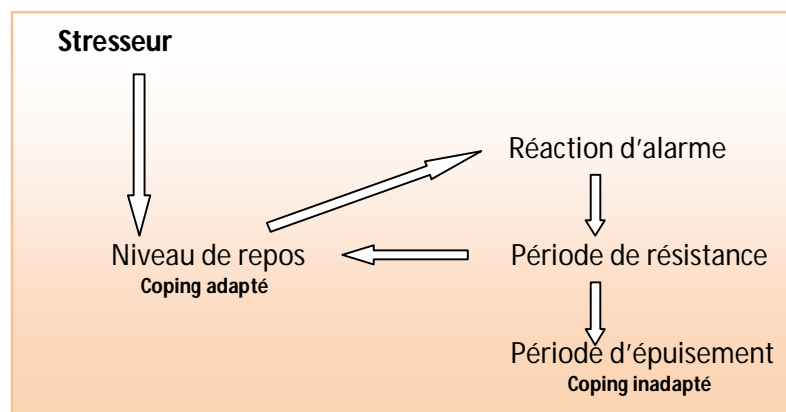 Stresseur
Réaction d'alarme
Niveau de repos
Coping adapté
Période de résistance
Période d'épuisement
Coping inadapté